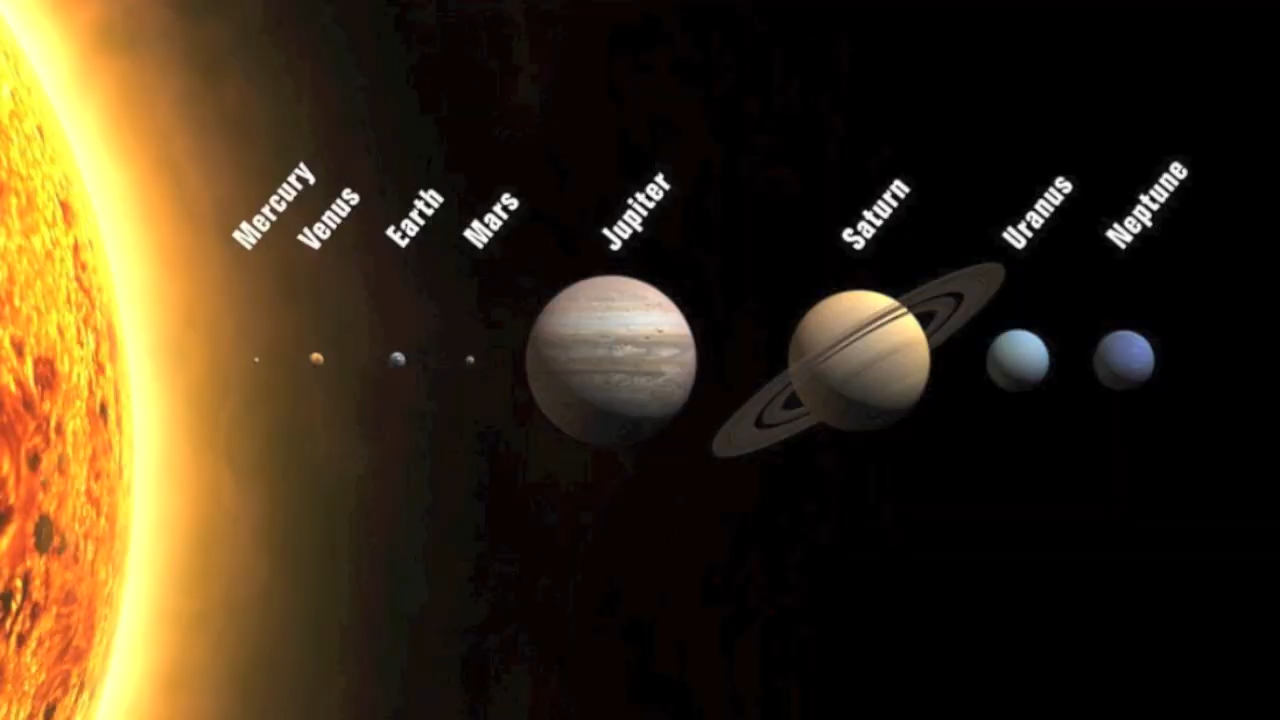 Mercury
Venus
Earth
Mars
Jupiter
Saturn
Uranus
Neptune